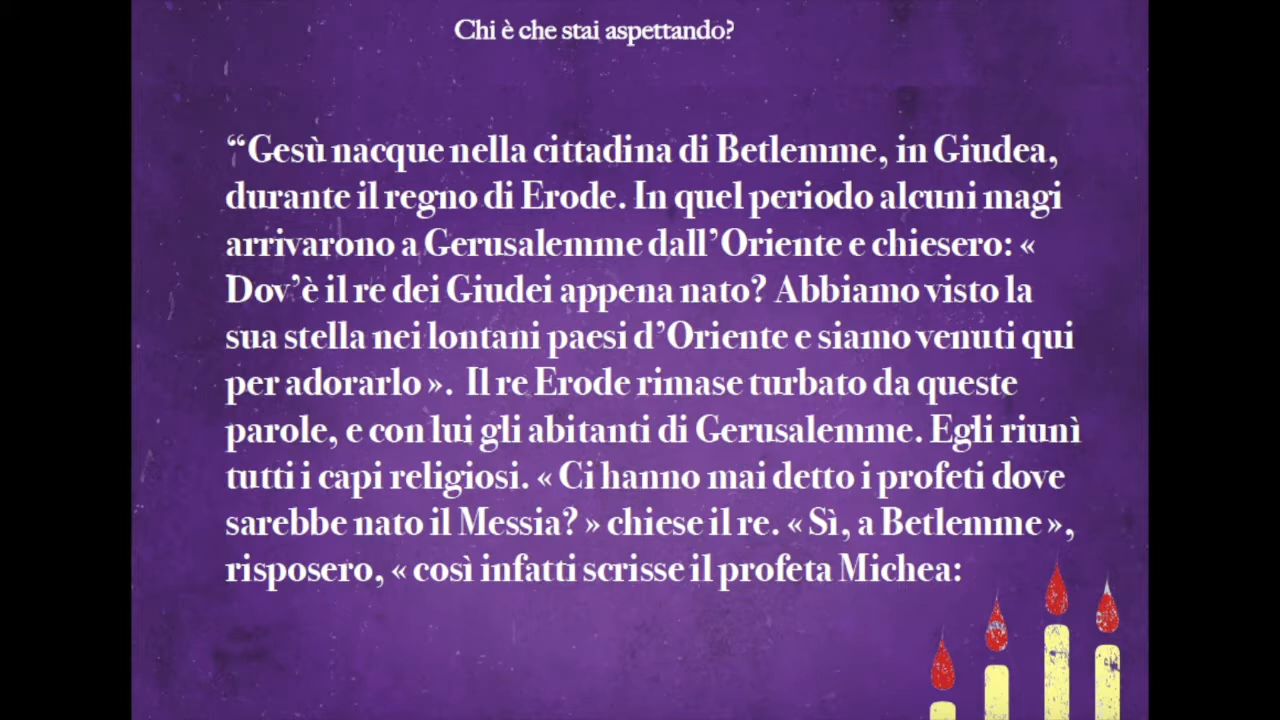 Chi è che stai aspettando?
“Gesù nacque nella cittadina di Betlemme, in Giudea,
durante il regno di Erode. In quel periodo alcuni magi
arrivarono a Gerusalemme dall’Oriente e chiesero: «
Dov’è il re dei Giudei appena nato? Abbiamo visto la
sua stella nei lontani paesi d’Oriente e siamo venuti qui
per adorarlo ». Il re Erode rimase turbato da queste
parole, e con lui gli abitanti di Gerusalemme. Egli riunì
tutti i capi religiosi. « Ci hanno mai detto i profeti dove
sarebbe nato il Messia? » chiese il re. « Sì, a Betlemme »,
risposero, « così infatti scrisse il profeta Michea: